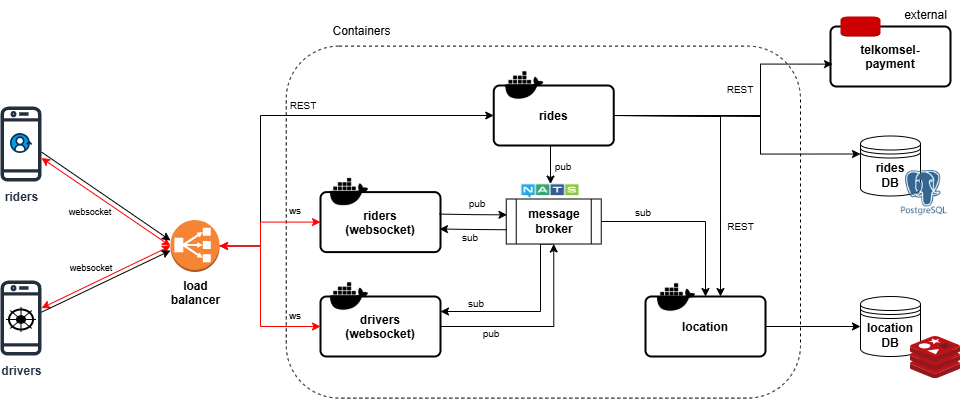 external
Containers
telkomsel-
payment
REST
REST
rides
pub
NATS
riders
websocket
ws
riders
(websocket)
pub
sub
message
broker
sub
REST
rides
DB
PostgreSQL
websocket
load
balancer
ws
drivers
(websocket)
sub
pub
location
location
DB
drivers